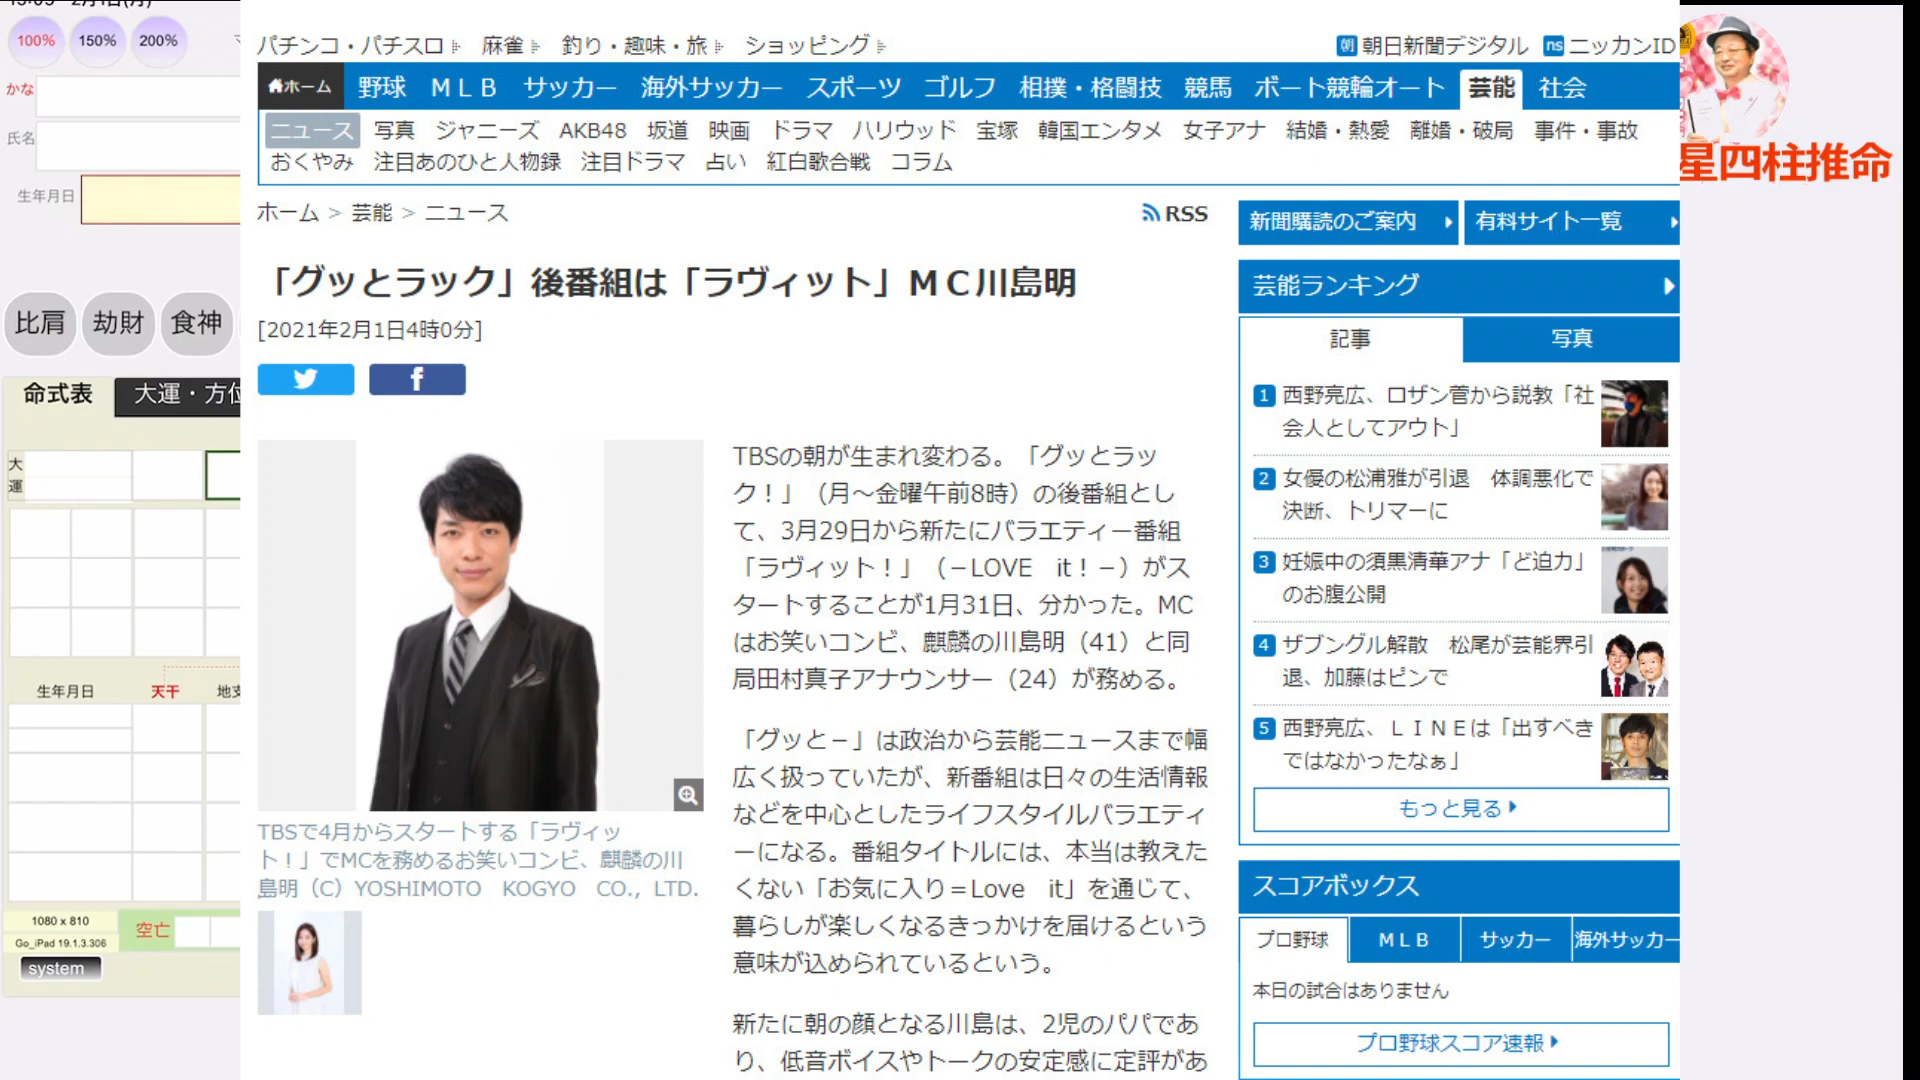 100%
150%
200%
かな
氏名
生年月日
比肩
劫財
食神
命式表
大運・方位
大
運
生年月日
天干
地支
1080 x 810
Go_iPad 19.1.3.306
空亡
system
パチンコ・パチスロ
麻雀
釣り・趣味・旅
ショッピング
朝日新聞デジタル
ニッカンID
ホーム
野球
ＭＬＢ
サッカー
海外サッカー
スポーツ
ゴルフ
相撲・格闘技
競馬
ボート競輪オート
芸能
社会
ニュース
写真
ジャニーズ
AKB48
坂道
映画
ドラマ
ハリウッド
宝塚
韓国エンタメ
女子アナ
結婚・熱愛
離婚・破局
事件・事故
おくやみ
注目あのひと人物録
注目ドラマ
占い
紅白歌合戦
コラム
ホーム > 芸能 > ニュース
RSS
「グッとラック」後番組は「ラヴィット」ＭＣ川島明
[2021年2月1日4時0分]
TBSで4月からスタートする「ラヴィッ
ト！」でMCを務めるお笑いコンビ、麒麟の川
島明（C）YOSHIMOTO　KOGYO　CO.，LTD.
TBSの朝が生まれ変わる。「グッとラッ
ク！」（月～金曜午前8時）の後番組とし
て、3月29日から新たにバラエティー番組
「ラヴィット！」（－LOVE　it！－）がス
タートすることが1月31日、分かった。MC
はお笑いコンビ、麒麟の川島明（41）と同
局田村真子アナウンサー（24）が務める。
「グッと－」は政治から芸能ニュースまで幅
広く扱っていたが、新番組は日々の生活情報
などを中心としたライフスタイルバラエティ
ーになる。番組タイトルには、本当は教えた
くない「お気に入り＝Love　it」を通じて、
暮らしが楽しくなるきっかけを届けるという
意味が込められているという。
新たに朝の顔となる川島は、2児のパパであ
り、低音ボイスやトークの安定感に定評があ
新聞購読のご案内
有料サイト一覧
芸能ランキング
記事
写真
1 西野亮広、ロザン菅から説教「社
会人としてアウト」
2 女優の松浦雅が引退　体調悪化で
決断、トリマーに
3 妊娠中の須黒清華アナ「ど迫力」
のお腹公開
4 ザブングル解散　松尾が芸能界引
退、加藤はピンで
5 西野亮広、ＬＩＮＥは「出すべき
ではなかったなぁ」
もっと見る
スコアボックス
プロ野球
ＭＬＢ
サッカー
海外サッカー
本日の試合はありません
プロ野球スコア速報
星四柱推命